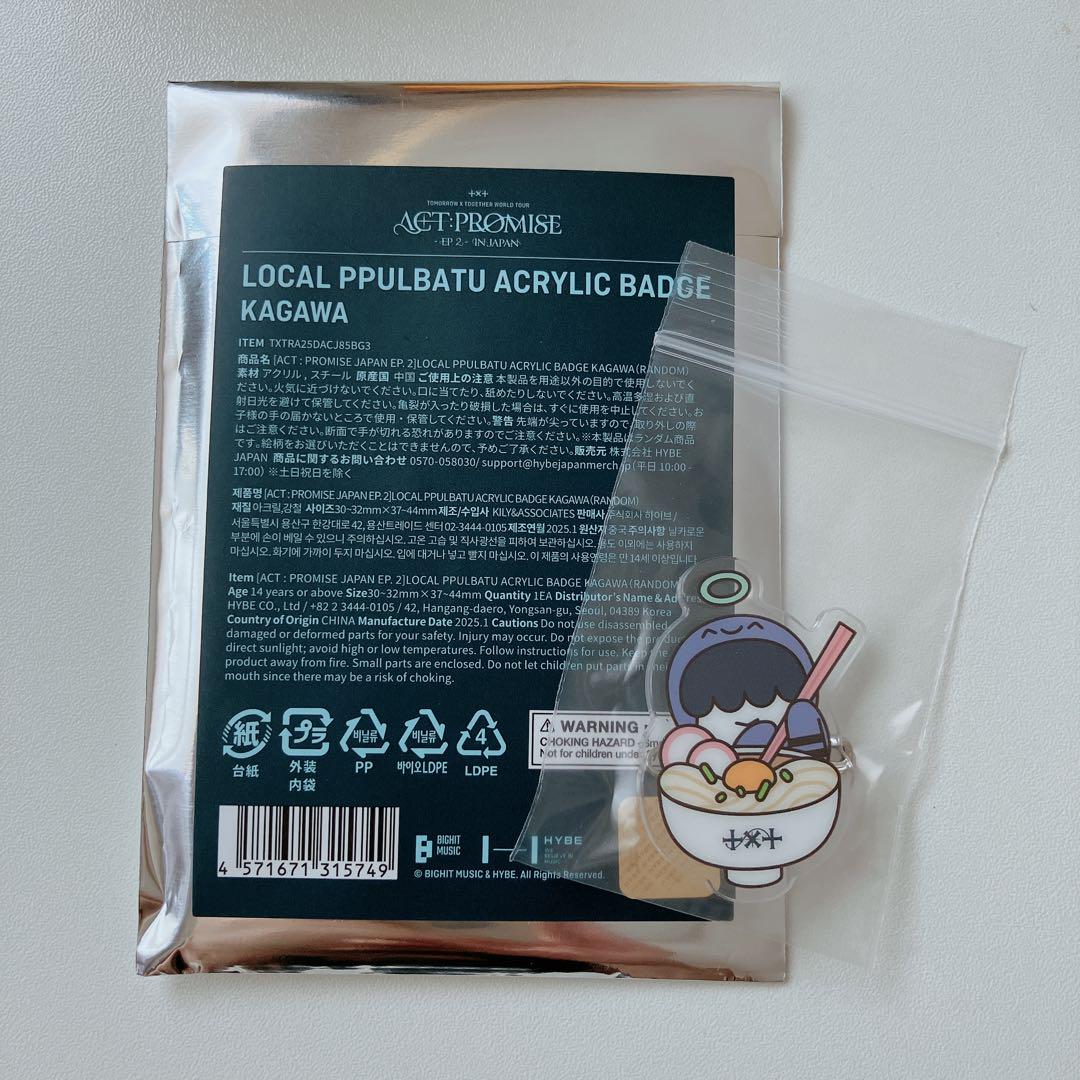 TOMORROW X TOGETHER WORLD TOUR
ACT:PROMISE
- EP 2 - IN JAPAN
LOCAL PPULBATU ACRYLIC BADGE
KAGAWA
ITEM TXTRA25DACJ85BG3
商品名 [ACT : PROMISE JAPAN EP. 2]LOCAL PPULBATU ACRYLIC BADGE KAGAWA(RANDOM)
素材 アクリル , スチール 原産国 中国 ご使用上の注意 本製品を用途以外の目的で使用しないでく
ださい。火気に近づけないでください。口に当てたり、舐めたりしないでください。高温多湿および直
射日光を避けて保管してください。亀裂が入ったり破損した場合は、すぐに使用を中止してください。お
子様の手の届かないところで使用・保管してください。警告 先端が尖っていますので、取り外しの際
はご注意ください。断面で手が切れる恐れがありますのでご注意ください。※本製品はランダム商品
です。絵柄をお選びいただくことはできませんので、予めご了承ください。販売元 株式会社 HYBE
JAPAN 商品に関するお問い合わせ 0570-058030/ support@hybejapanmerch.jp (平日 10:00 -
17:00) ※土日祝日を除く
제품명 [ACT : PROMISE JAPAN EP. 2]LOCAL PPULBATU ACRYLIC BADGE KAGAWA (RANDOM)
재질 아크릴,강철 사이즈30~32mm×37~44mm 제조/수입사 KILY&ASSOCIATES 판매사 주식회사 하이브/
서울특별시 용산구 한강대로 42, 용산트레이드 센터 02-3444-0105 제조연월 2025.1 원산지 중국 주의사항 날카로운
부분에 손이 베일 수 있으니 주의하십시오. 고온 고습 및 직사광선을 피하여 보관하십시오. 용도 이외에는 사용하지
마십시오. 화기에 가까이 두지 마십시오. 입에 대거나 넣고 빨지 마십시오. 이 제품의 사용연령은 만 14세 이상입니다.
Item [ACT : PROMISE JAPAN EP. 2]LOCAL PPULBATU ACRYLIC BADGE KAGAWA (RANDOM)
Age 14 years or above Size30~32mm×37~44mm Quantity 1EA Distributor's Name & Address
HYBE CO., Ltd / +82 2 3444-0105 / 42, Hangang-daero, Yongsan-gu, Seoul, 04389 Korea
Country of Origin CHINA Manufacture Date 2025.1 Cautions Do not use disassembled,
damaged or deformed parts for your safety. Injury may occur. Do not expose the product
direct sunlight; avoid high or low temperatures. Follow instructions for use. Keep the
product away from fire. Small parts are enclosed. Do not let children put parts in their
mouth since there may be a risk of choking.
紙 プラ 비닐류 비닐류 4
台紙 外装 PP 바이오LDPE LDPE
内袋
WARNING
CHOKING HAZARD
Not for children
4 571671 315749
BIGHIT
MUSIC
HYBE
WE
BELIEVE IN
MUSIC
© BIGHIT MUSIC & HYBE. All Rights Reserved.